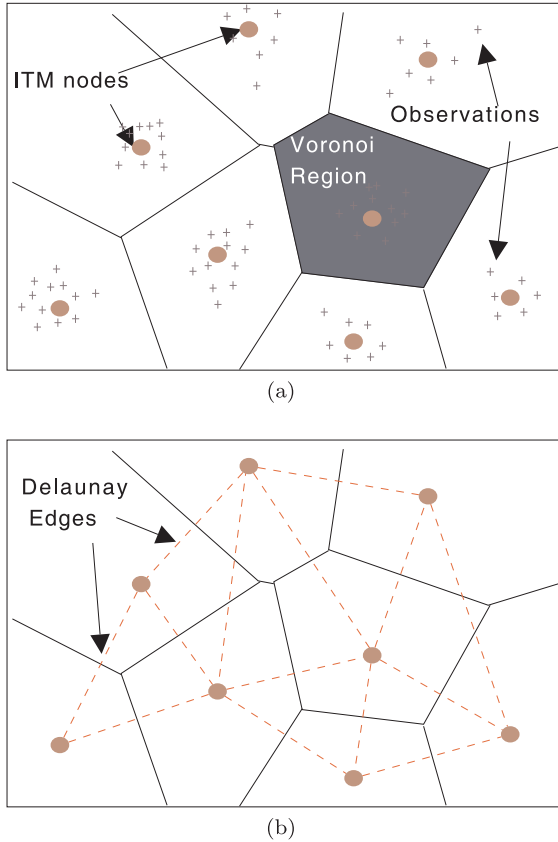 ITM nodes
Observations
Voronoi
Region
(a)
Delaunay
Edges
(b)